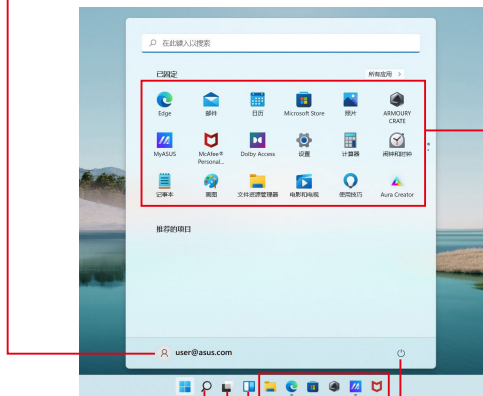 在此键入以搜索
已固定
所有应用 >
Edge
邮件
日历
Microsoft Store
照片
ARMOURY
CRATE
MyASUS
McAfee®
Personal...
Dolby Access
设置
计算器
闹钟和时钟
记事本
画图
文件资源管理器
电影和电视
使用技巧
Aura Creator
推荐的项目
user@asus.com